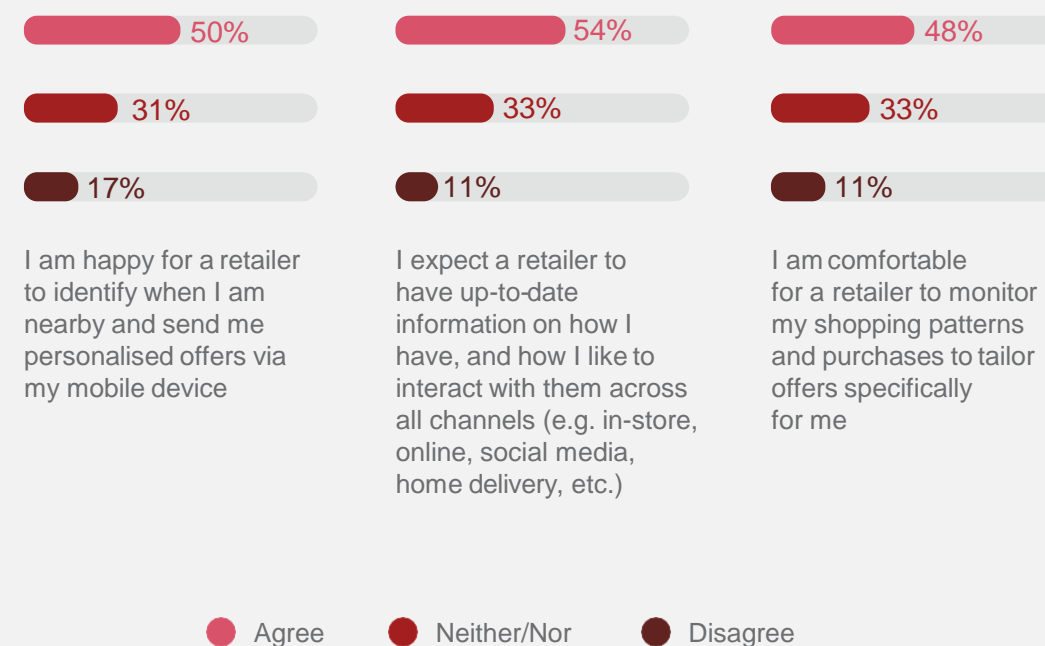 50%
31%
17%
I am happy for a retailer
to identify when I am
nearby and send me
personalised offers via
my mobile device
54%
33%
11%
I expect a retailer to
have up-to-date
information on how I
have, and how I like to
interact with them across
all channels (e.g. in-store,
online, social media,
home delivery, etc.)
48%
33%
11%
I am comfortable
for a retailer to monitor
my shopping patterns
and purchases to tailor
offers specifically
for me
Agree
Neither/Nor
Disagree